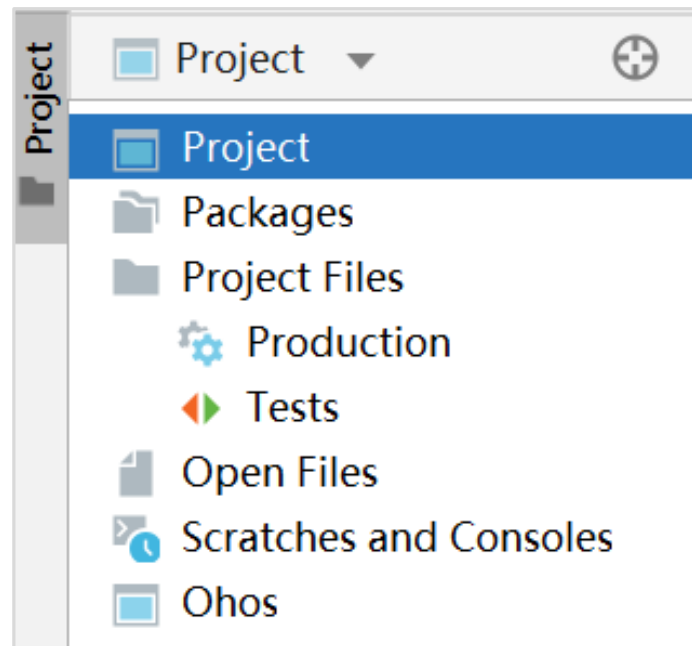 Project
Project
Project
Packages
Project Files
Production
Tests
Open Files
Scratches and Consoles
Ohos